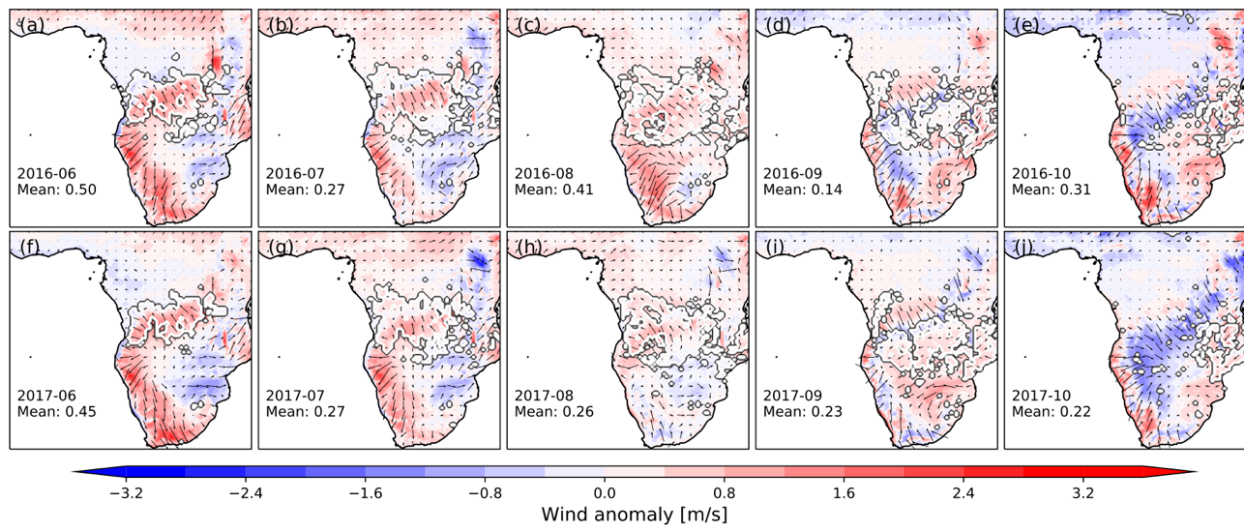 (a) (b) (c) (d) (e)
2016-06 2016-07 2016-08 2016-09 2016-10
Mean: 0.50 Mean: 0.27 Mean: 0.41 Mean: 0.14 Mean: 0.31
(f) (g) (h) (i) (j)
2017-06 2017-07 2017-08 2017-09 2017-10
Mean: 0.45 Mean: 0.27 Mean: 0.26 Mean: 0.23 Mean: 0.22
−3.2 −2.4 −1.6 −0.8 0.0 0.8 1.6 2.4 3.2
Wind anomaly [m/s]